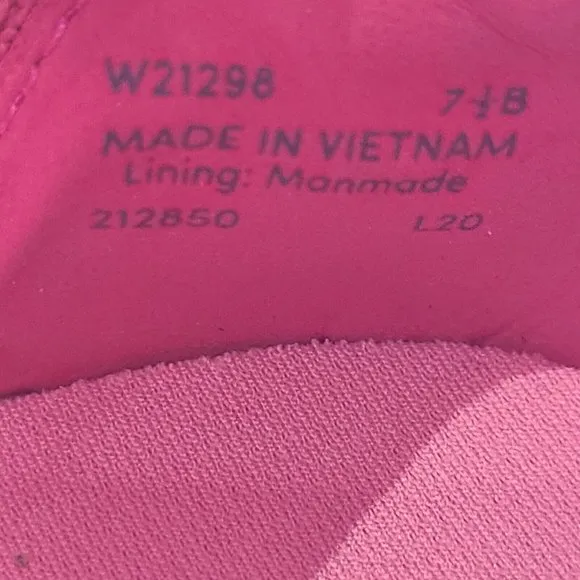 W21298 7½B
MADE IN VIETNAM
Lining: Manmade
212850 L20